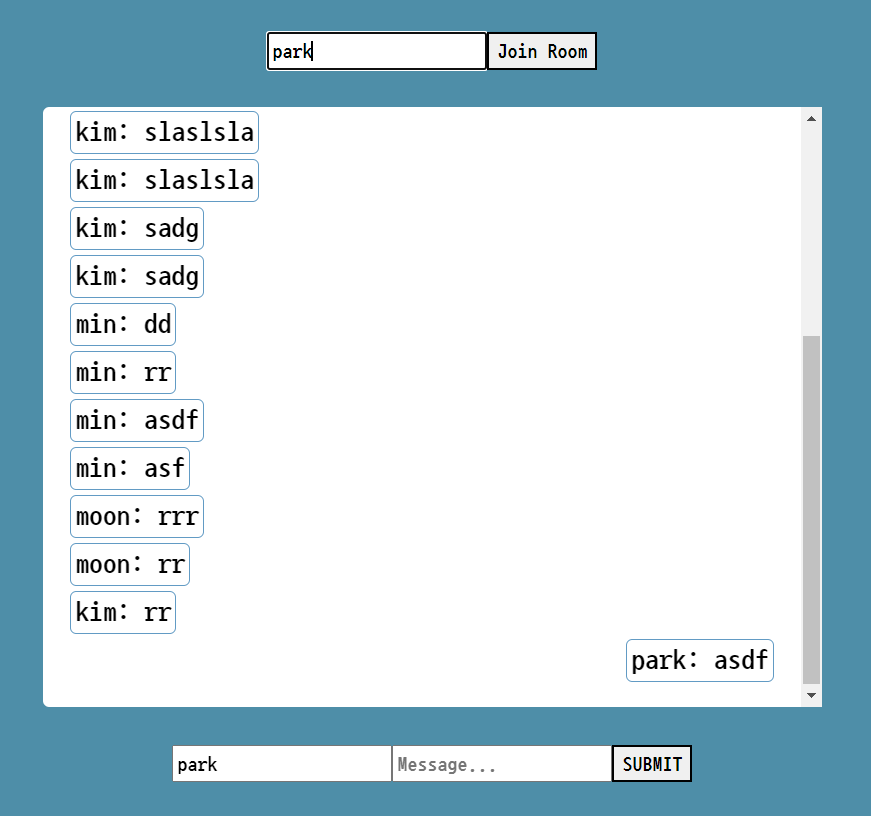 park Join Room
kim: slaslsla
kim: slaslsla
kim: sadg
kim: sadg
min: dd
min: rr
min: asdf
min: asf
moon: rrr
moon: rr
kim: rr
park: asdf
park Message... SUBMIT